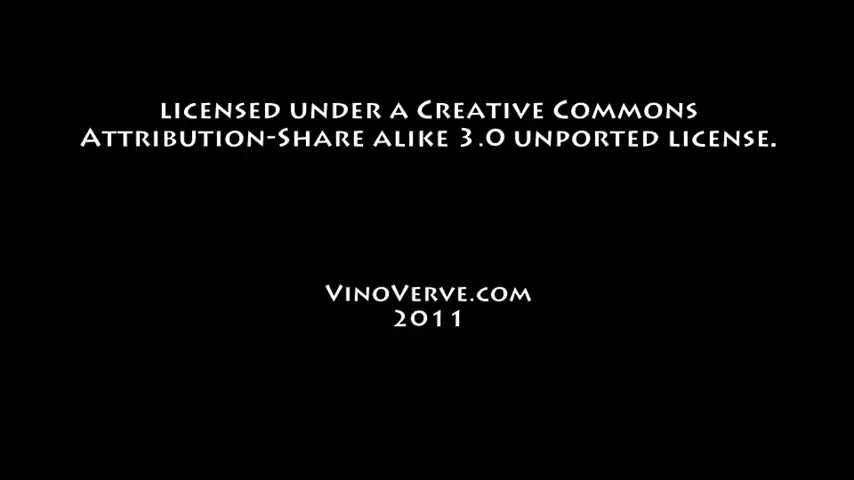 licensed under a Creative Commons
Attribution-Share alike 3.0 unported license.
VinoVerve.com
2011